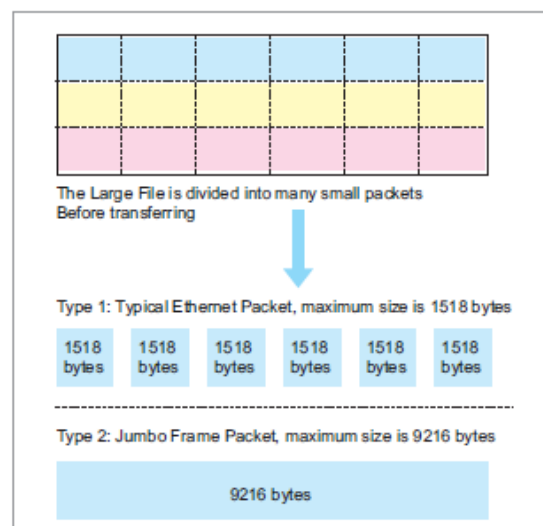 The Large File is divided into many small packets
Before transferring
Type 1: Typical Ethernet Packet, maximum size is 1518 bytes
1518 1518 1518 1518 1518 1518
bytes bytes bytes bytes bytes bytes
Type 2: Jumbo Frame Packet, maximum size is 9216 bytes
9216 bytes